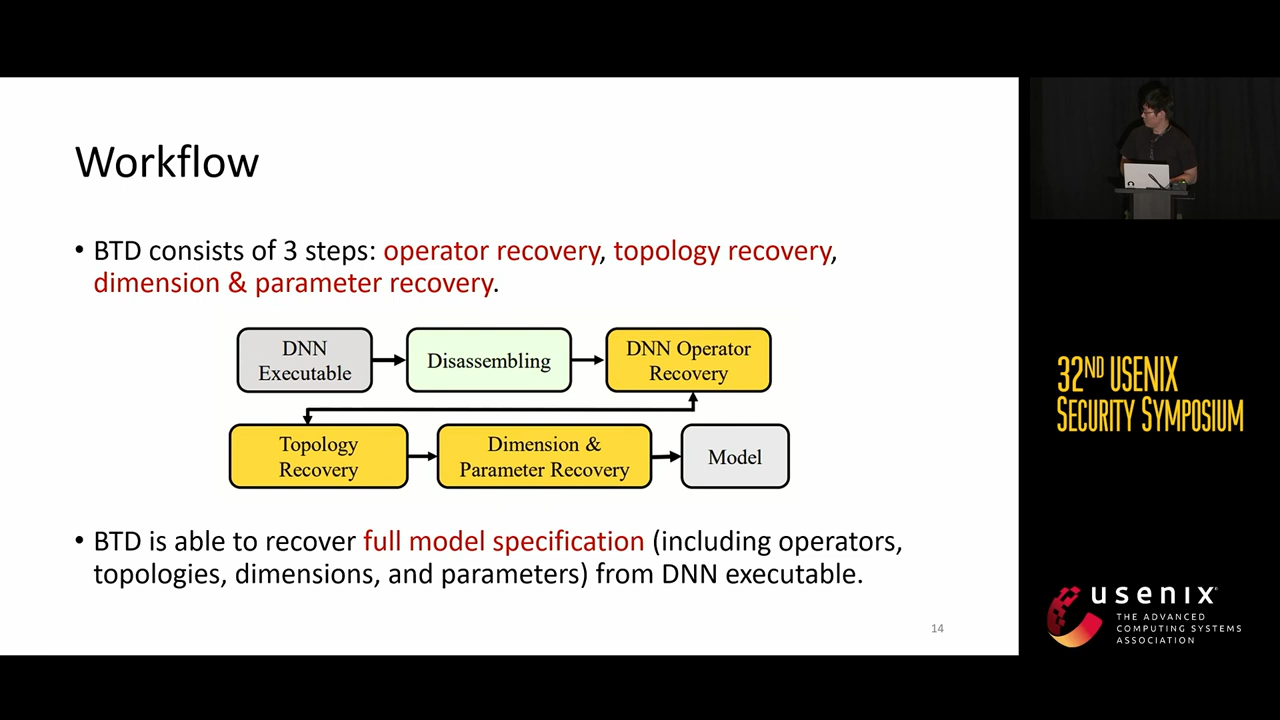 Workflow
• BTD consists of 3 steps: operator recovery, topology recovery,
dimension & parameter recovery.
DNN
Executable
Disassembling
DNN Operator
Recovery
Topology
Recovery
Dimension &
Parameter Recovery
Model
• BTD is able to recover full model specification (including operators,
topologies, dimensions, and parameters) from DNN executable.
14
32ND USENIX
SECURITY SYMPOSIUM
usenix
THE ADVANCED
COMPUTING SYSTEMS
ASSOCIATION